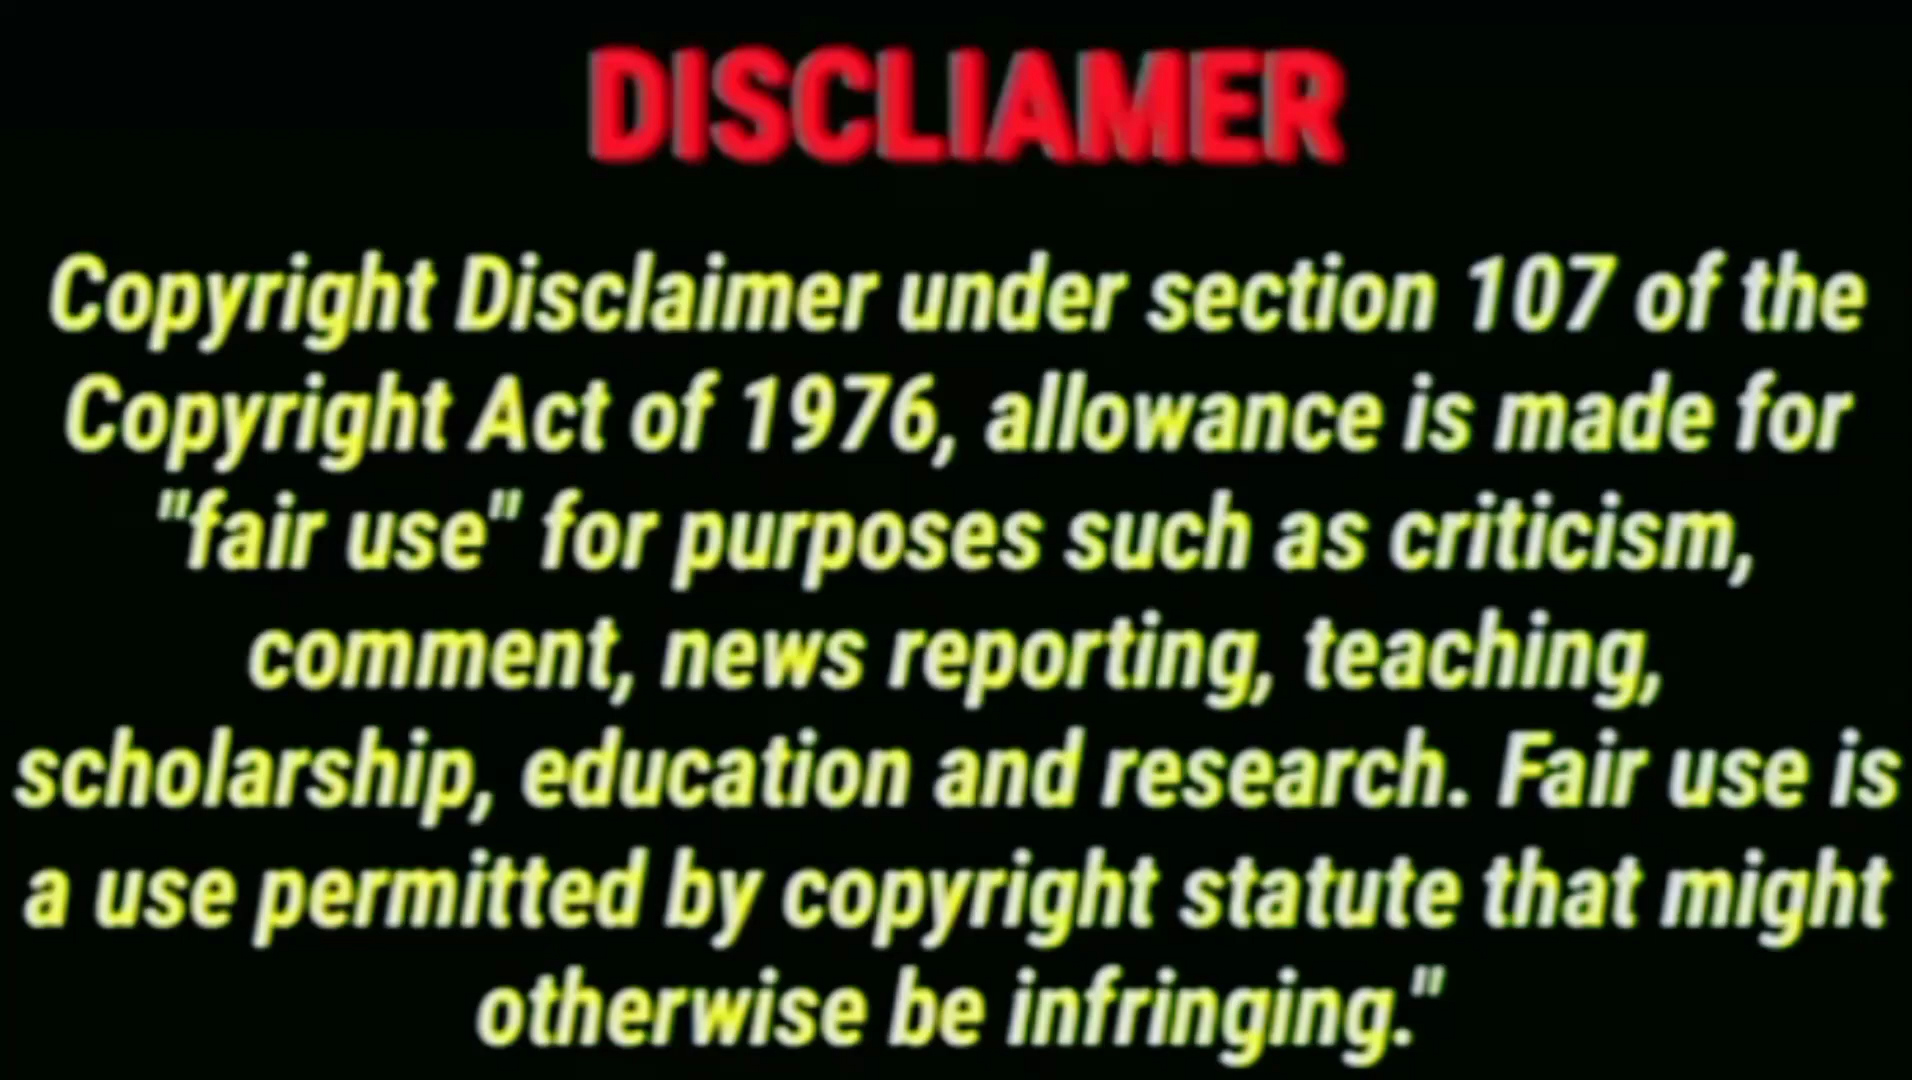 DISCLIAMER
Copyright Disclaimer under section 107 of the
Copyright Act of 1976, allowance is made for
"fair use" for purposes such as criticism,
comment, news reporting, teaching,
scholarship, education and research. Fair use is
a use permitted by copyright statute that might
otherwise be infringing."